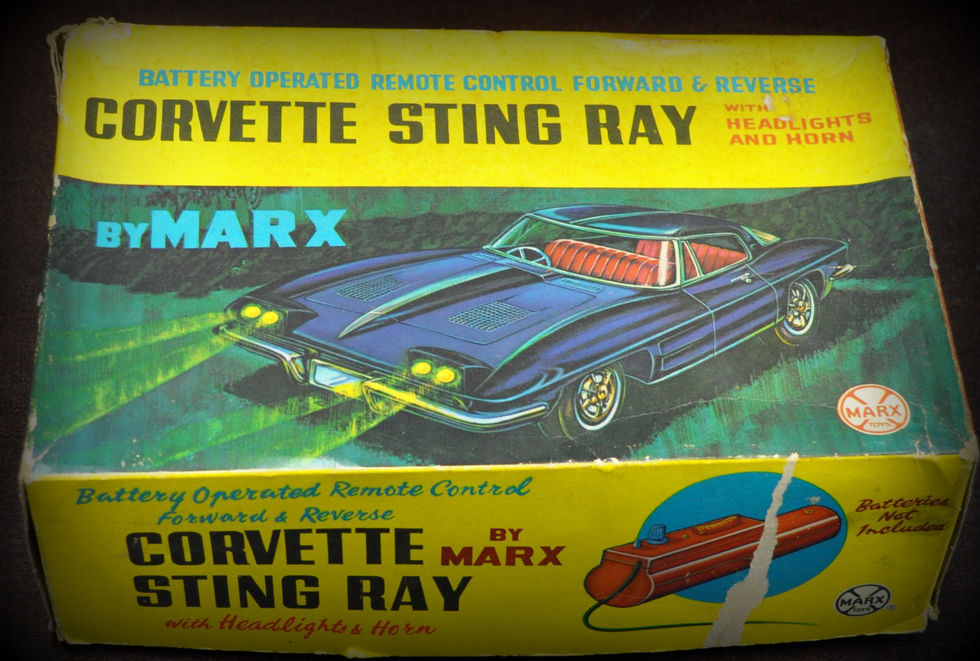 BATTERY OPERATED REMOTE CONTROL FORWARD & REVERSE
CORVETTE STING RAY
WITH
HEADLIGHTS
AND HORN
BY MARX
MARX
TOYS
Battery Operated Remote Control
Forward & Reverse
CORVETTE
STING RAY
BY
MARX
with Headlights & Horn
Batteries
Not
Included
MARX
TOYS
®